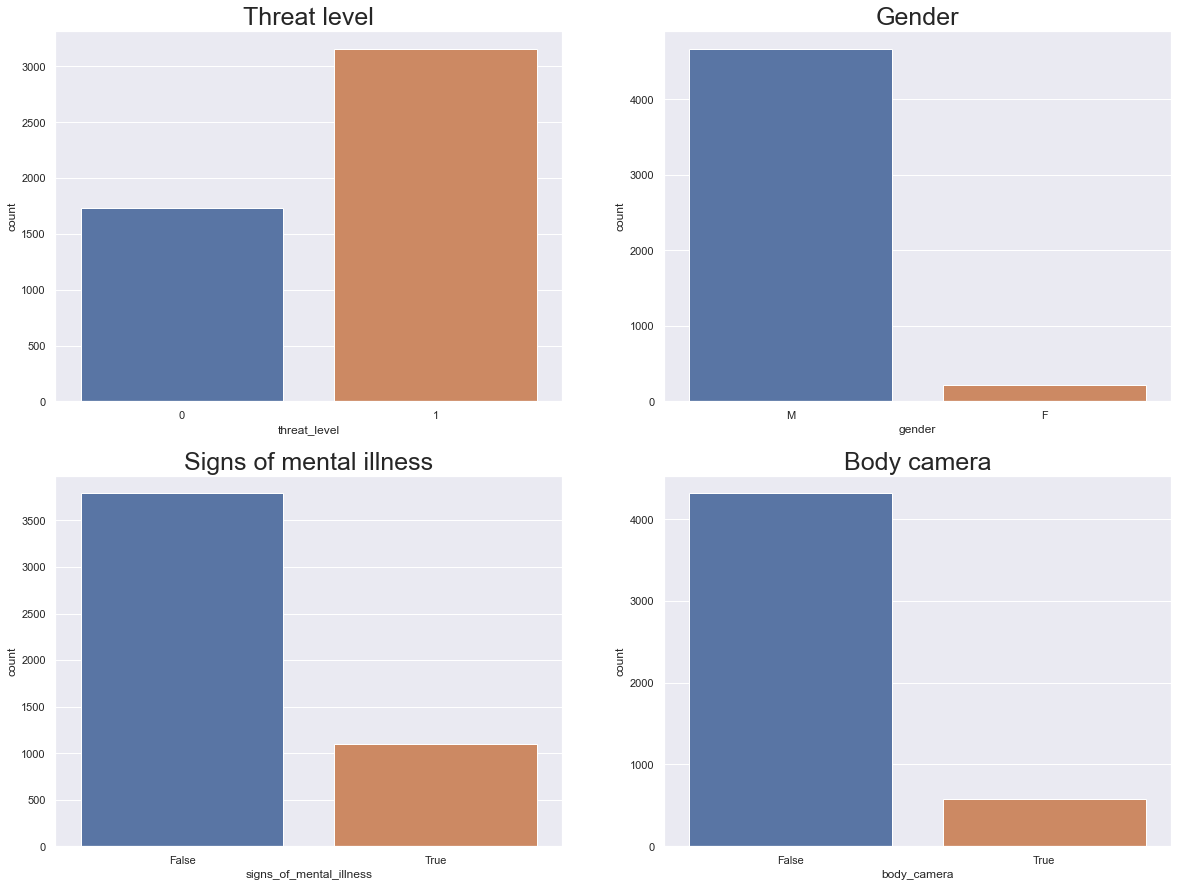 Threat level
3000
2500
2000
1500
1000
500
0
count
0 1
threat_level
Gender
4000
3000
2000
1000
0
count
M F
gender
Signs of mental illness
3500
3000
2500
2000
1500
1000
500
0
count
False True
signs_of_mental_illness
Body camera
4000
3000
2000
1000
0
count
False True
body_camera